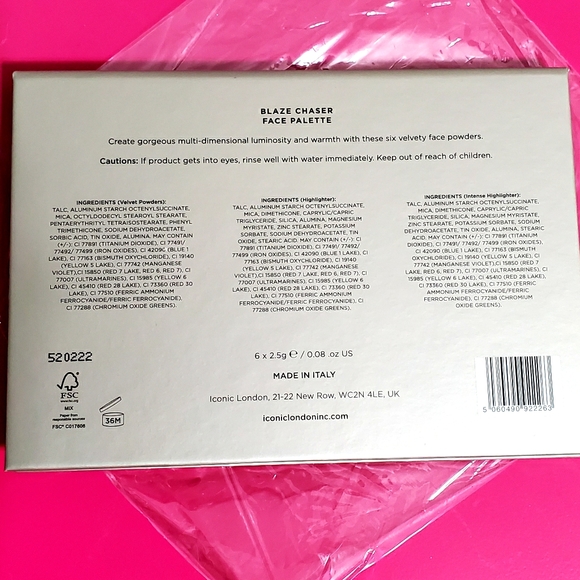 BLAZE CHASER
FACE PALETTE
Create gorgeous multi-dimensional luminosity and warmth with these six velvety face powders.
Cautions: If product gets into eyes, rinse well with water immediately. Keep out of reach of children.
INGREDIENTS (Velvet Powders):
TALC, ALUMINUM STARCH OCTENYLSUCCINATE,
MICA, OCTYLDODECYL STEAROYL STEARATE,
PENTAERYTHRITYL TETRAISOSTEARATE, PHENYL
TRIMETHICONE, SODIUM DEHYDROACETATE,
SORBIC ACID, TIN OXIDE, ALUMINA. MAY CONTAIN
(+/-): CI 77891 (TITANIUM DIOXIDE), CI 77491/
77492/ 77499 (IRON OXIDES), CI 42090 (BLUE 1
LAKE), CI 77163 (BISMUTH OXYCHLORIDE), CI 19140
(YELLOW 5 LAKE), CI 77742 (MANGANESE
VIOLET),CI 15850 (RED 7 LAKE, RED 6, RED 7), CI
77007 (ULTRAMARINES), CI 15985 (YELLOW 6
LAKE), CI 45410 (RED 28 LAKE), CI 73360 (RED 30
LAKE), CI 77510 (FERRIC AMMONIUM
FERROCYANIDE/FERRIC FERROCYANIDE),
CI 77288 (CHROMIUM OXIDE GREENS).
INGREDIENTS (Highlighter):
TALC, ALUMINUM STARCH OCTENYLSUCCINATE,
MICA, DIMETHICONE, CAPRYLIC/CAPRIC
TRIGLYCERIDE, SILICA, ALUMINA, MAGNESIUM
MYRISTATE, ZINC STEARATE, POTASSIUM
SORBATE, SODIUM DEHYDROACETATE, TIN
OXIDE, STEARIC ACID. MAY CONTAIN (+/-): CI
77891 (TITANIUM DIOXIDE), CI 77491/ 77492/
77499 (IRON OXIDES), CI 42090 (BLUE 1 LAKE), CI
77163 (BISMUTH OXYCHLORIDE), CI 19140
(YELLOW 5 LAKE), CI 77742 (MANGANESE
VIOLET),CI 15850 (RED 7 LAKE, RED 6, RED 7), CI
77007 (ULTRAMARINES), CI 15985 (YELLOW 6
LAKE), CI 45410 (RED 28 LAKE), CI 73360 (RED 30
LAKE), CI 77510 (FERRIC AMMONIUM
FERROCYANIDE/FERRIC FERROCYANIDE), CI
77288 (CHROMIUM OXIDE GREENS).
INGREDIENTS (Intense Highlighter):
TALC, ALUMINUM STARCH OCTENYLSUCCINATE,
MICA, DIMETHICONE, CAPRYLIC/CAPRIC
TRIGLYCERIDE, SILICA, MAGNESIUM MYRISTATE,
ZINC STEARATE, POTASSIUM SORBATE, SODIUM
DEHYDROACETATE, TIN OXIDE, ALUMINA, STEARIC
ACID. MAY CONTAIN (+/-): CI 77891 (TITANIUM
DIOXIDE), CI 77491/ 77492/ 77499 (IRON OXIDES),
CI 42090 (BLUE 1 LAKE), CI 77163 (BISMUTH
OXYCHLORIDE), CI 19140 (YELLOW 5 LAKE), CI
77742 (MANGANESE VIOLET),CI 15850 (RED 7
LAKE, RED 6, RED 7), CI 77007 (ULTRAMARINES), CI
15985 (YELLOW 6 LAKE), CI 45410 (RED 28 LAKE),
CI 73360 (RED 30 LAKE), CI 77510 (FERRIC
AMMONIUM FERROCYANIDE/FERRIC
FERROCYANIDE), CI 77288 (CHROMIUM
OXIDE GREENS).
520222
6 x 2.5g ℮ / 0.08 .oz US
MADE IN ITALY
Iconic London, 21-22 New Row, WC2N 4LE, UK
iconiclondoninc.com
FSC
www.fsc.org
MIX
Paper from
responsible sources
FSC® C017606
36M
5 060490 922263